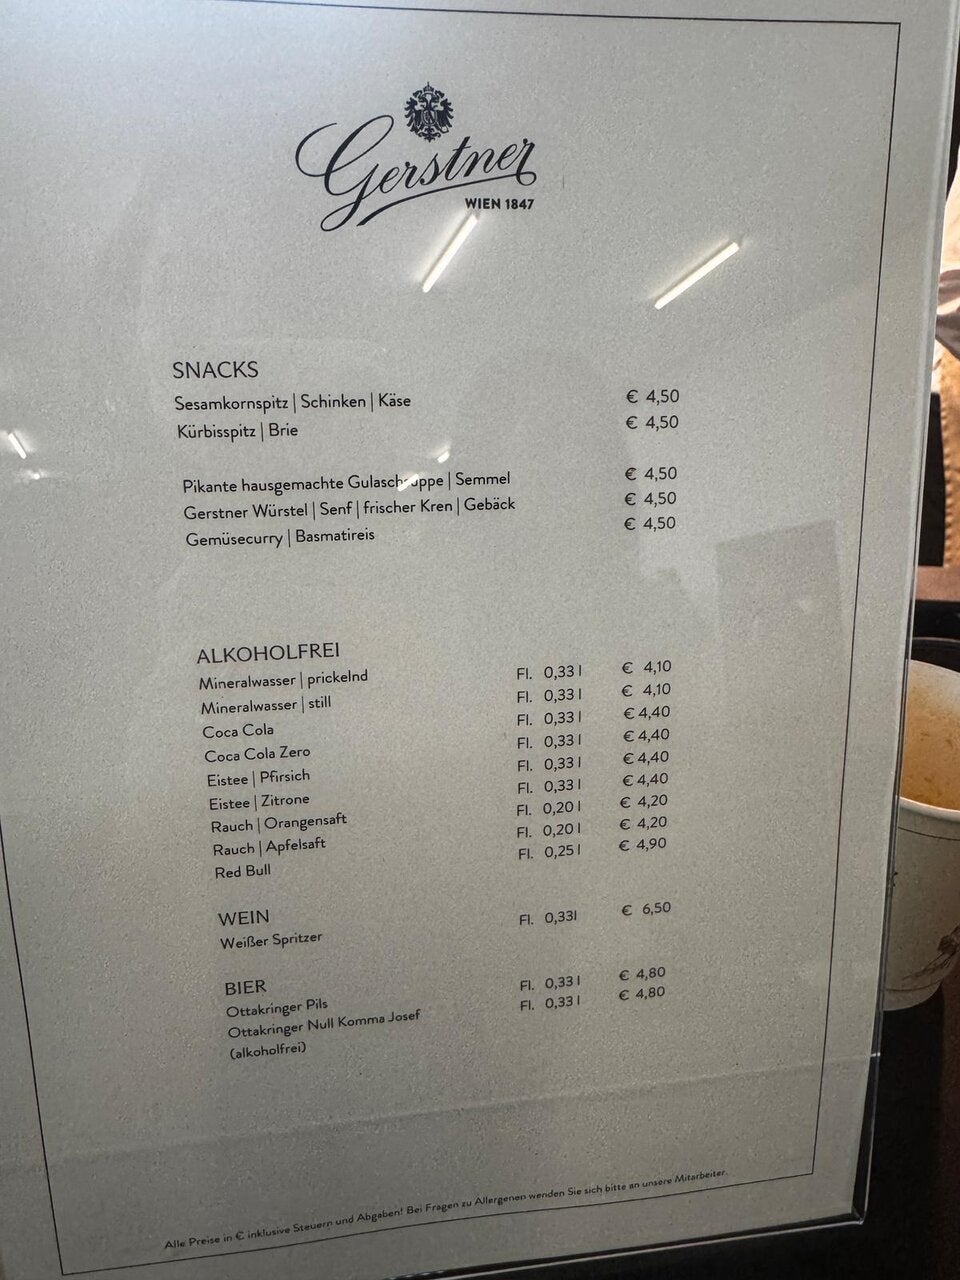 Gerstner
WIEN 1847
SNACKS
Sesamkornspitz | Schinken | Käse € 4,50
Kürbisspitz | Brie € 4,50
Pikante hausgemachte Gulaschsuppe | Semmel € 4,50
Gerstner Würstel | Senf | frischer Kren | Gebäck € 4,50
Gemüsecurry | Basmatireis € 4,50
ALKOHOLFREI
Mineralwasser | prickelnd Fl. 0,33 l € 4,10
Mineralwasser | still Fl. 0,33 l € 4,10
Coca Cola Fl. 0,33 l € 4,40
Coca Cola Zero Fl. 0,33 l € 4,40
Eistee | Pfirsich Fl. 0,33 l € 4,40
Eistee | Zitrone Fl. 0,33 l € 4,40
Rauch | Orangensaft Fl. 0,20 l € 4,20
Rauch | Apfelsaft Fl. 0,20 l € 4,20
Red Bull Fl. 0,25 l € 4,90
WEIN
Weißer Spritzer Fl. 0,33l € 6,50
BIER
Ottakringer Pils Fl. 0,33 l € 4,80
Ottakringer Null Komma Josef Fl. 0,33 l € 4,80
(alkoholfrei)
Alle Preise in € inklusive Steuern und Abgaben! Bei Fragen zu Allergenen wenden Sie sich bitte an unsere Mitarbeiter.